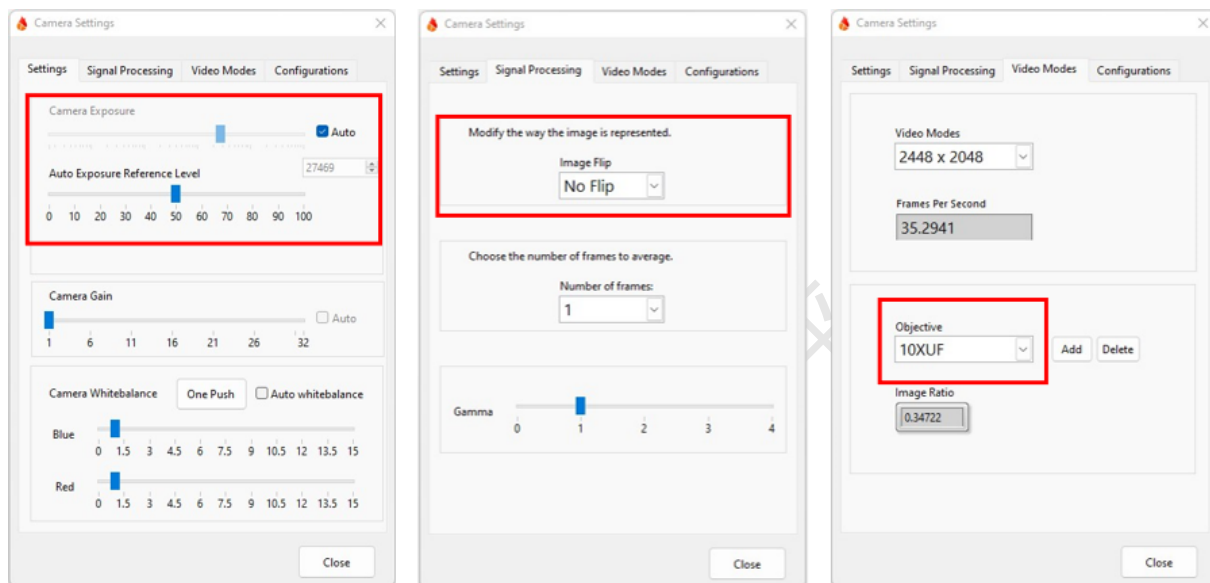 Camera Settings
Settings Signal Processing Video Modes Configurations
Camera Exposure
Auto
27469
Auto Exposure Reference Level
0 10 20 30 40 50 60 70 80 90 100
Camera Gain
Auto
1 6 11 16 21 26 32
Camera Whitebalance One Push Auto whitebalance
Blue
0 1.5 3 4.5 6 7.5 9 10.5 12 13.5 15
Red
0 1.5 3 4.5 6 7.5 9 10.5 12 13.5 15
Close
Camera Settings
Settings Signal Processing Video Modes Configurations
Modify the way the image is represented.
Image Flip
No Flip
Choose the number of frames to average.
Number of frames:
1
Gamma
0 1 2 3 4
Close
Camera Settings
Settings Signal Processing Video Modes Configurations
Video Modes
2448 x 2048
Frames Per Second
35.2941
Objective
10XUF Add Delete
Image Ratio
0.34722
Close